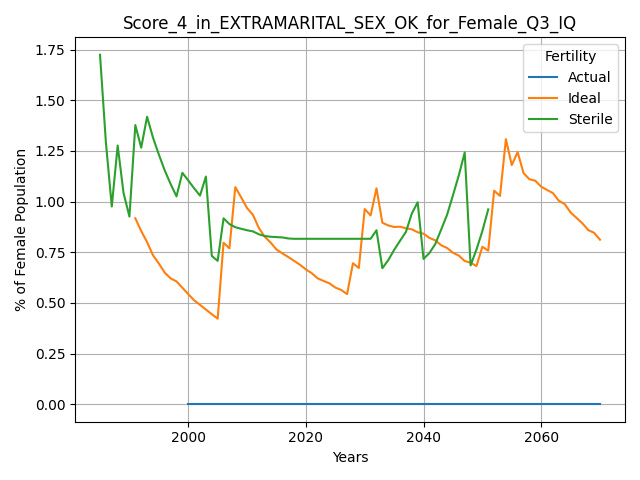 Score_4_in_EXTRAMARITAL_SEX_OK_for_Female_Q3_IQ
Fertility
Actual
Ideal
Sterile
% of Female Population
1.75
1.50
1.25
1.00
0.75
0.50
0.25
0.00
2000 2020 2040 2060
Years